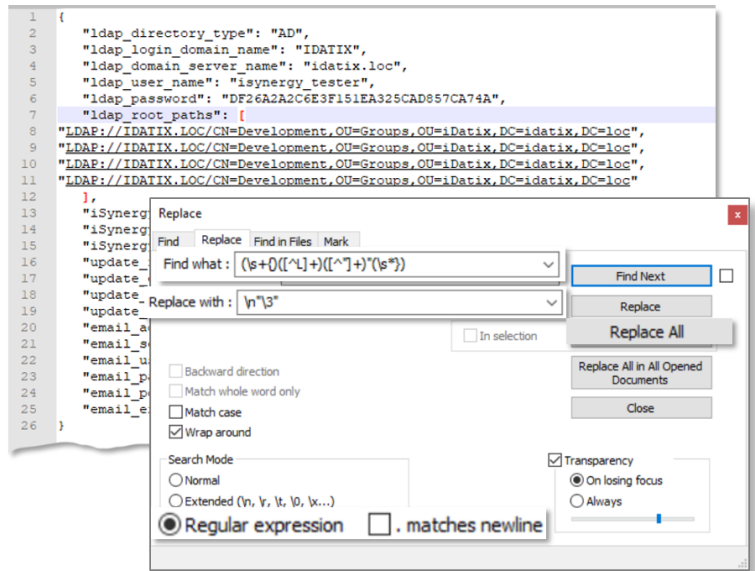 1 {
2 "ldap_directory_type": "AD",
3 "ldap_login_domain_name": "IDATIX",
4 "ldap_domain_server_name": "idatix.loc",
5 "ldap_user_name": "isynergy_tester",
6 "ldap_password": "DF26A2A2C6E3F151EA325CAD857CA74A",
7 "ldap_root_paths": [
8 "LDAP://IDATIX.LOC/CN=Development,OU=Groups,OU=iDatix,DC=idatix,DC=loc",
9 "LDAP://IDATIX.LOC/CN=Development,OU=Groups,OU=iDatix,DC=idatix,DC=loc",
10 "LDAP://IDATIX.LOC/CN=Development,OU=Groups,OU=iDatix,DC=idatix,DC=loc",
11 "LDAP://IDATIX.LOC/CN=Development,OU=Groups,OU=iDatix,DC=idatix,DC=loc"
12 ],
13 "iSynerg
14 "iSynerg
15 "iSynerg
16 "update_
17 "update_
18 "update_
19 "update_
20 "email_a
21 "email_s
22 "email_u
23 "email_p
24 "email_p
25 "email_e
26 }
Replace
x
Find Replace Find in Files Mark
Find what : (\s+{)([^L]+)([^"]+)"(\s*})
Find Next
Replace with : \n"\3"
Replace
In selection
Replace All
Backward direction
Replace All in All Opened
Documents
Match whole word only
Match case
Close
Wrap around
Search Mode
Transparency
Normal
On losing focus
Extended (\n, \r, \t, \0, \x...)
Always
Regular expression
. matches newline